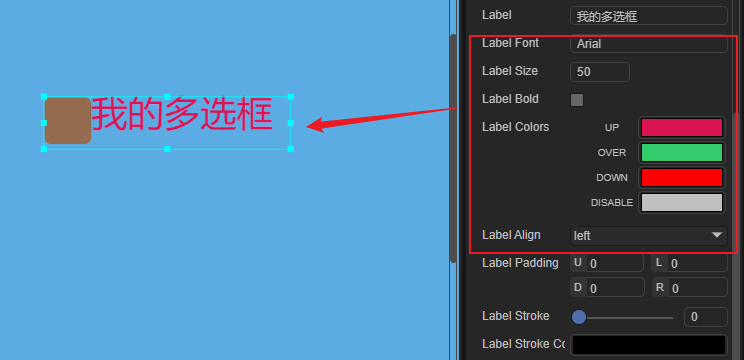 我的多选框
Label 我的多选框
Label Font Arial
Label Size 50
Label Bold
Label Colors UP
OVER
DOWN
DISABLE
Label Align left
Label Padding U 0 L 0
D 0 R 0
Label Stroke 0
Label Stroke Cc